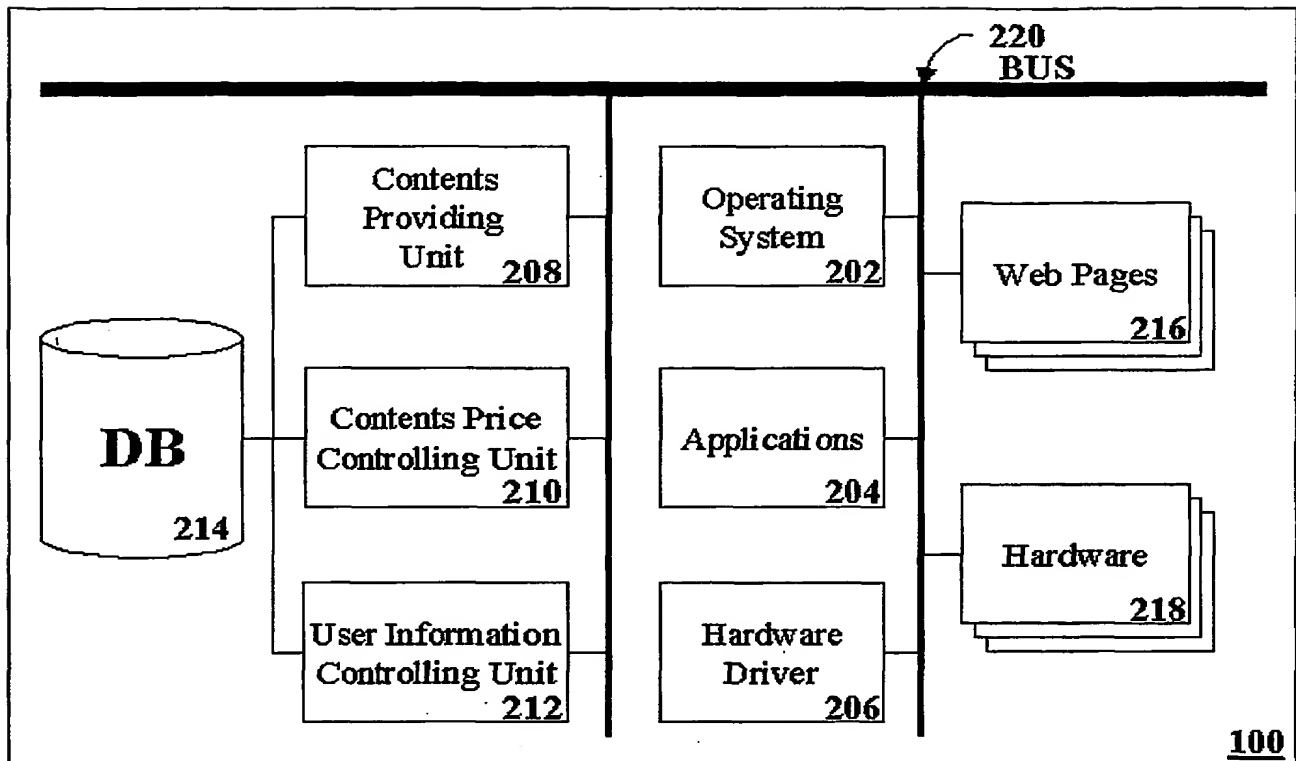 220
BUS
Contents
Providing
Unit
208
Operating
System
202
Web Pages
216
DB
214
Contents Price
Controlling Unit
210
Applications
204
Hardware
218
User Information
Controlling Unit
212
Hardware
Driver
206
100